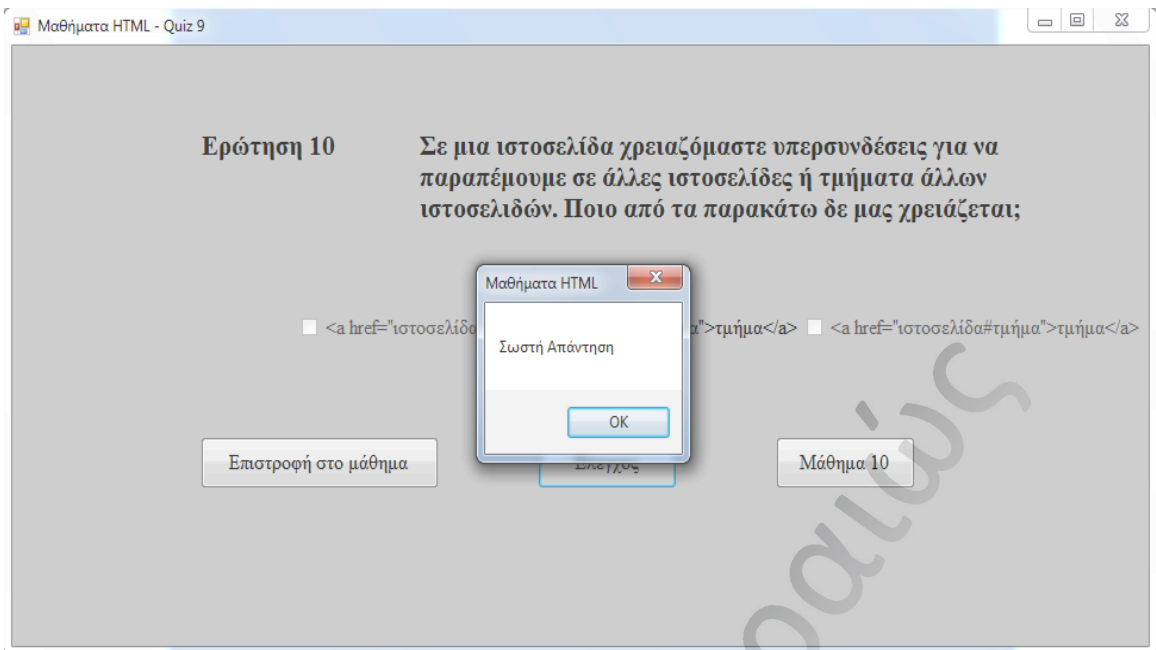 Μαθήματα HTML - Quiz 9
Ερώτηση 10
Σε μια ιστοσελίδα χρειαζόμαστε υπερσυνδέσεις για να
παραπέμουμε σε άλλες ιστοσελίδες ή τμήματα άλλων
ιστοσελιδών. Ποιο από τα παρακάτω δε μας χρειάζεται;
Μαθήματα HTML
Σωστή Απάντηση
OK
<a href="ιστοσελίδα ">τμήμα</a> <a href="ιστοσελίδα#τμήμα">τμήμα</a>
Επιστροφή στο μάθημα
Έλεγχος
Μάθημα 10